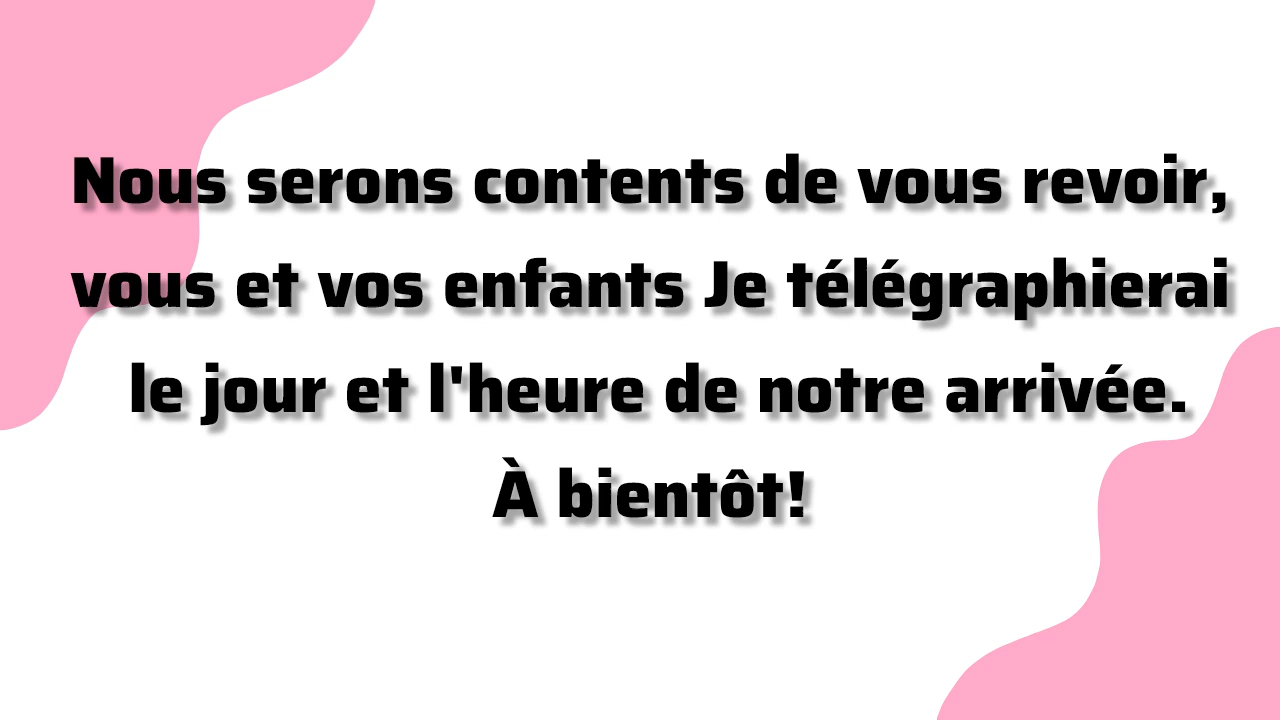 Nous serons contents de vous revoir,
vous et vos enfants Je télégraphierai
le jour et l'heure de notre arrivée.
À bientôt!